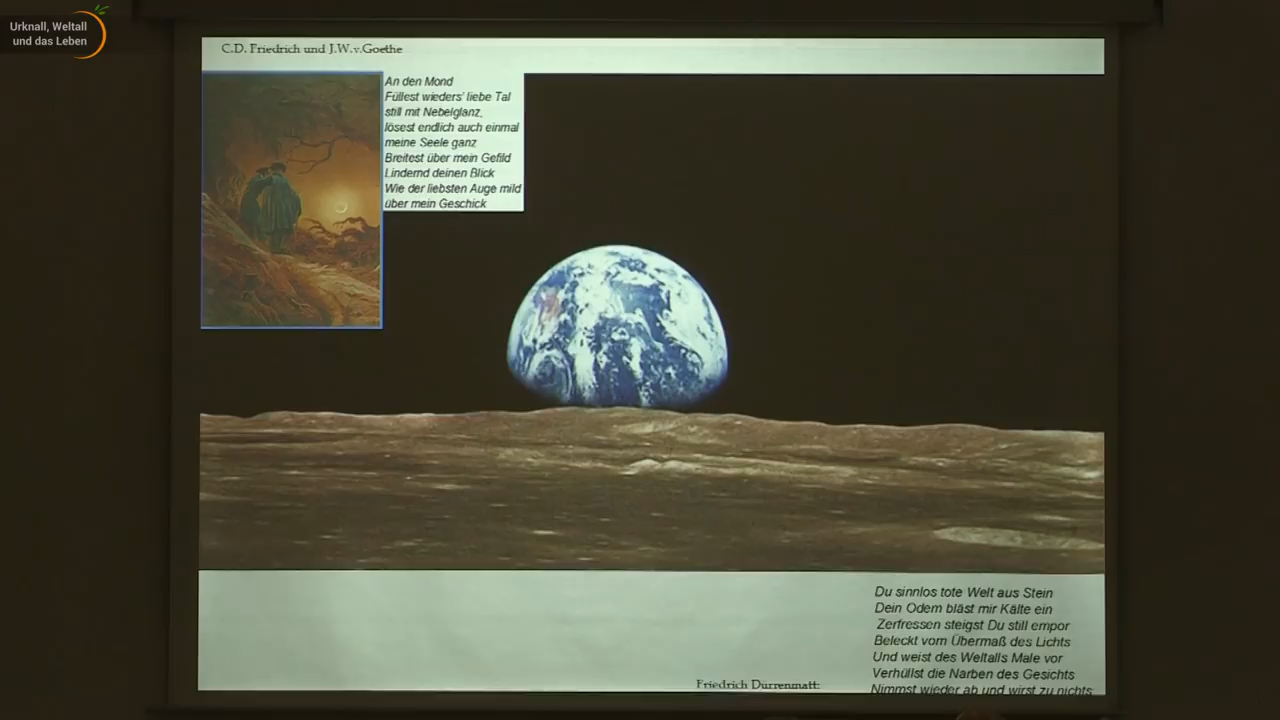 Urknall, Weltall
und das Leben
C.D. Friedrich und J.W.v.Goethe
An den Mond
Füllest wieders' liebe Tal
still mit Nebelglanz,
lösest endlich auch einmal
meine Seele ganz
Breitest über mein Gefild
Lindernd deinen Blick
Wie der liebsten Auge mild
über mein Geschick
Du sinnlos tote Welt aus Stein
Dein Odem bläst mir Kälte ein
Zerfressen steigst Du still empor
Beleckt vom Übermaß des Lichts
Und weist des Weltalls Male vor
Verhüllst die Narben des Gesichts
Nimmst wieder ab und wirst zu nichts
Friedrich Durrenmatt: